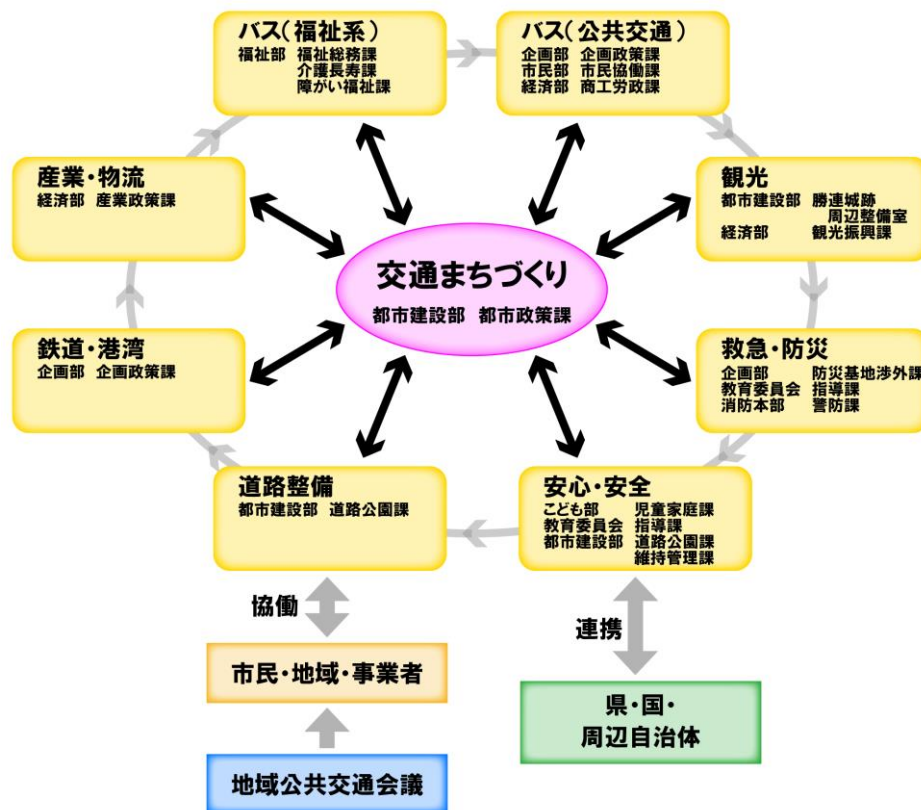 バス(福祉系)
福祉部 福祉総務課
介護長寿課
障がい福祉課
バス(公共交通)
企画部 企画政策課
市民部 市民協働課
経済部 商工労政課
産業・物流
経済部 産業政策課
観光
都市建設部 勝連城跡
周辺整備室
経済部 観光振興課
交通まちづくり
都市建設部 都市政策課
鉄道・港湾
企画部 企画政策課
救急・防災
企画部 防災基地渉外課
教育委員会 指導課
消防本部 警防課
道路整備
都市建設部 道路公園課
安心・安全
こども部 児童家庭課
教育委員会 指導課
都市建設部 道路公園課
維持管理課
協働
連携
市民・地域・事業者
県・国・
周辺自治体
地域公共交通会議